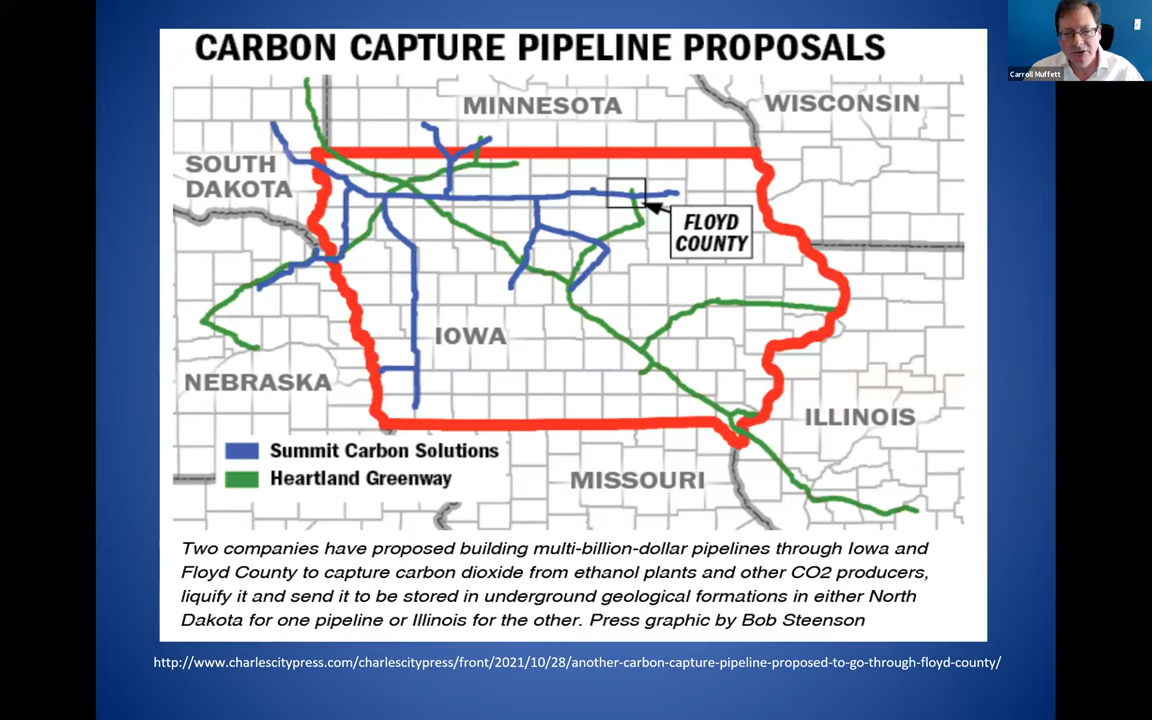 CARBON CAPTURE PIPELINE PROPOSALS
Carroll Muffett
MINNESOTA
WISCONSIN
SOUTH
DAKOTA
FLOYD
COUNTY
IOWA
NEBRASKA
ILLINOIS
Summit Carbon Solutions
Heartland Greenway
MISSOURI
Two companies have proposed building multi-billion-dollar pipelines through Iowa and
Floyd County to capture carbon dioxide from ethanol plants and other CO2 producers,
liquify it and send it to be stored in underground geological formations in either North
Dakota for one pipeline or Illinois for the other. Press graphic by Bob Steenson
http://www.charlescitypress.com/charlescitypress/front/2021/10/28/another-carbon-capture-pipeline-proposed-to-go-through-floyd-county/